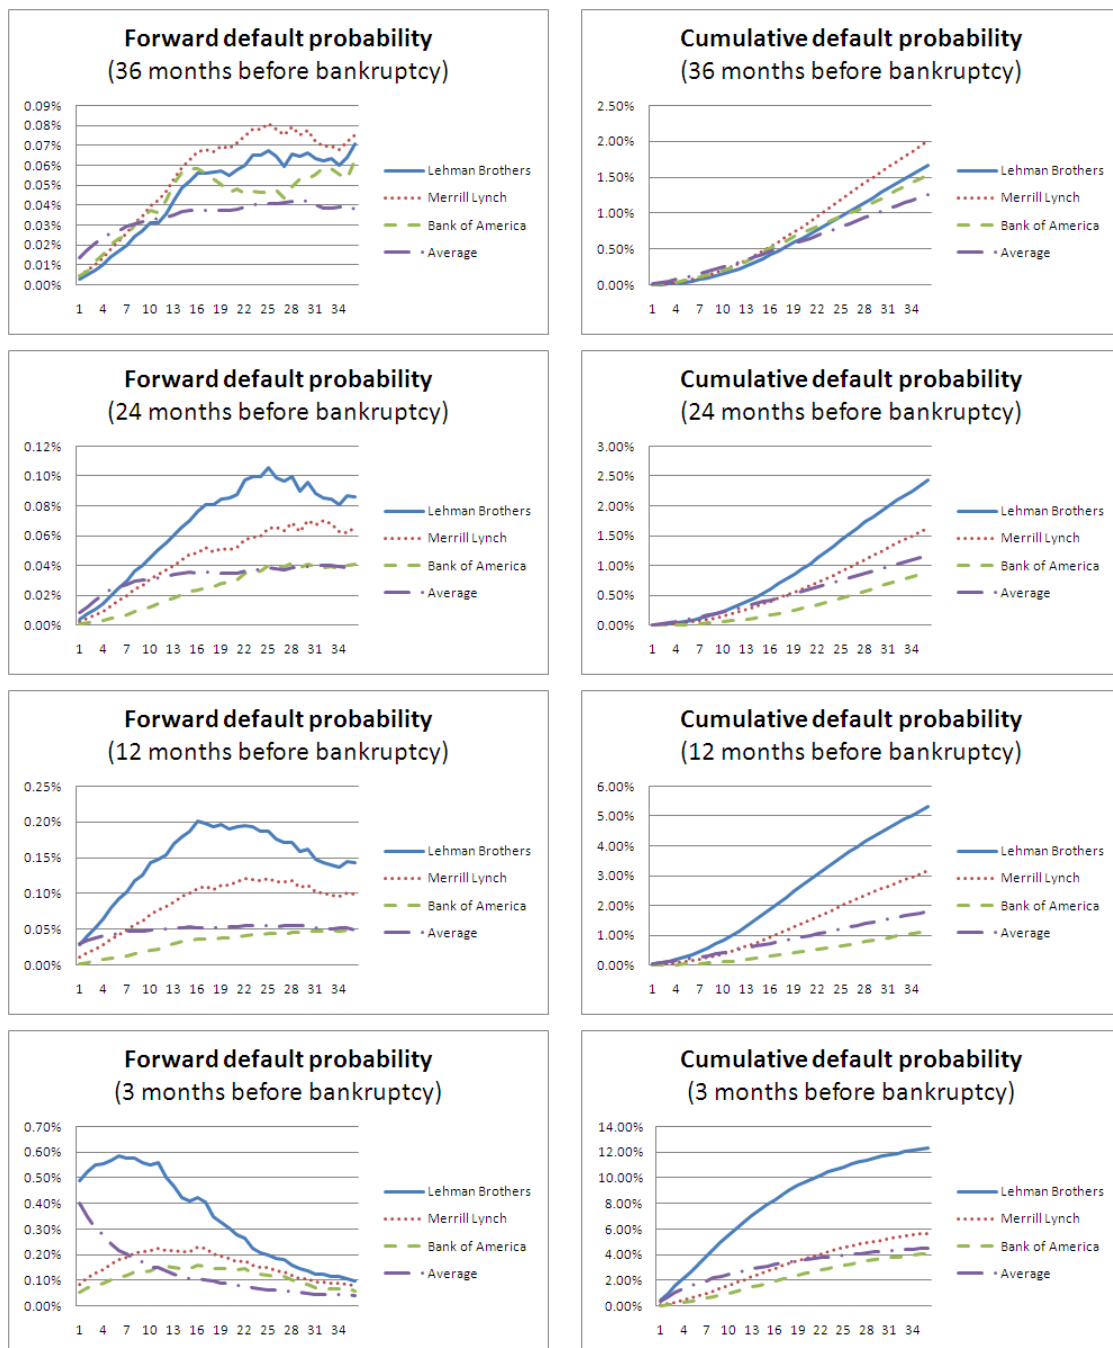 Forward default probability
(36 months before bankruptcy)
0.09%
0.08%
0.07%
0.06%
0.05%
0.04%
0.03%
0.02%
0.01%
0.00%
1 4 7 10 13 16 19 22 25 28 31 34
Lehman Brothers
Merrill Lynch
Bank of America
Average
Cumulative default probability
(36 months before bankruptcy)
2.50%
2.00%
1.50%
1.00%
0.50%
0.00%
1 4 7 10 13 16 19 22 25 28 31 34
Lehman Brothers
Merrill Lynch
Bank of America
Average
Forward default probability
(24 months before bankruptcy)
0.12%
0.10%
0.08%
0.06%
0.04%
0.02%
0.00%
1 4 7 10 13 16 19 22 25 28 31 34
Lehman Brothers
Merrill Lynch
Bank of America
Average
Cumulative default probability
(24 months before bankruptcy)
3.00%
2.50%
2.00%
1.50%
1.00%
0.50%
0.00%
1 4 7 10 13 16 19 22 25 28 31 34
Lehman Brothers
Merrill Lynch
Bank of America
Average
Forward default probability
(12 months before bankruptcy)
0.25%
0.20%
0.15%
0.10%
0.05%
0.00%
1 4 7 10 13 16 19 22 25 28 31 34
Lehman Brothers
Merrill Lynch
Bank of America
Average
Cumulative default probability
(12 months before bankruptcy)
6.00%
5.00%
4.00%
3.00%
2.00%
1.00%
0.00%
1 4 7 10 13 16 19 22 25 28 31 34
Lehman Brothers
Merrill Lynch
Bank of America
Average
Forward default probability
(3 months before bankruptcy)
0.70%
0.60%
0.50%
0.40%
0.30%
0.20%
0.10%
0.00%
1 4 7 10 13 16 19 22 25 28 31 34
Lehman Brothers
Merrill Lynch
Bank of America
Average
Cumulative default probability
(3 months before bankruptcy)
14.00%
12.00%
10.00%
8.00%
6.00%
4.00%
2.00%
0.00%
1 4 7 10 13 16 19 22 25 28 31 34
Lehman Brothers
Merrill Lynch
Bank of America
Average